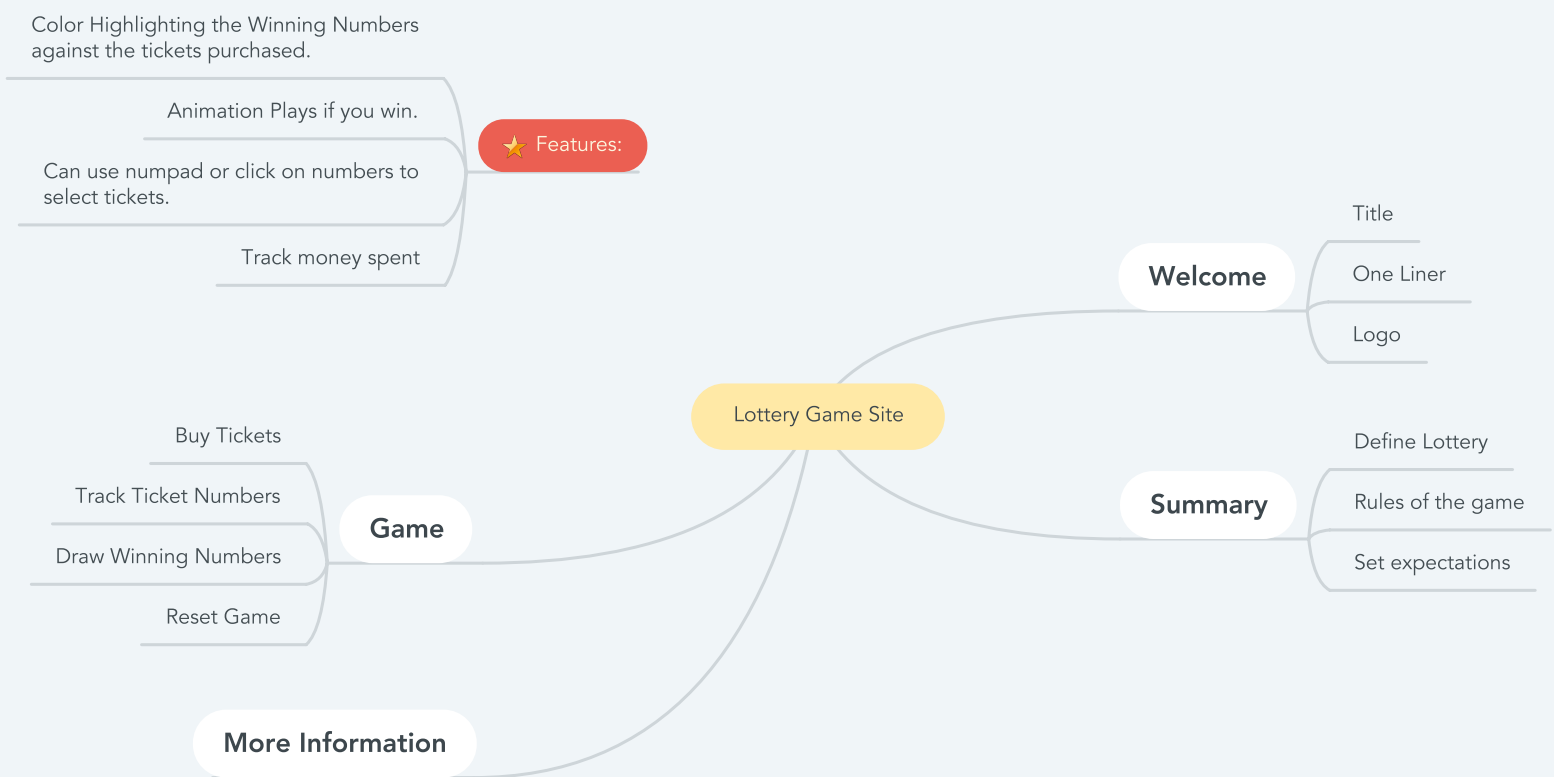 Color Highlighting the Winning Numbers
against the tickets purchased.
Animation Plays if you win.
Can use numpad or click on numbers to
select tickets.
Track money spent
Features:
Welcome
Title
One Liner
Logo
Lottery Game Site
Summary
Define Lottery
Rules of the game
Set expectations
Game
Buy Tickets
Track Ticket Numbers
Draw Winning Numbers
Reset Game
More Information